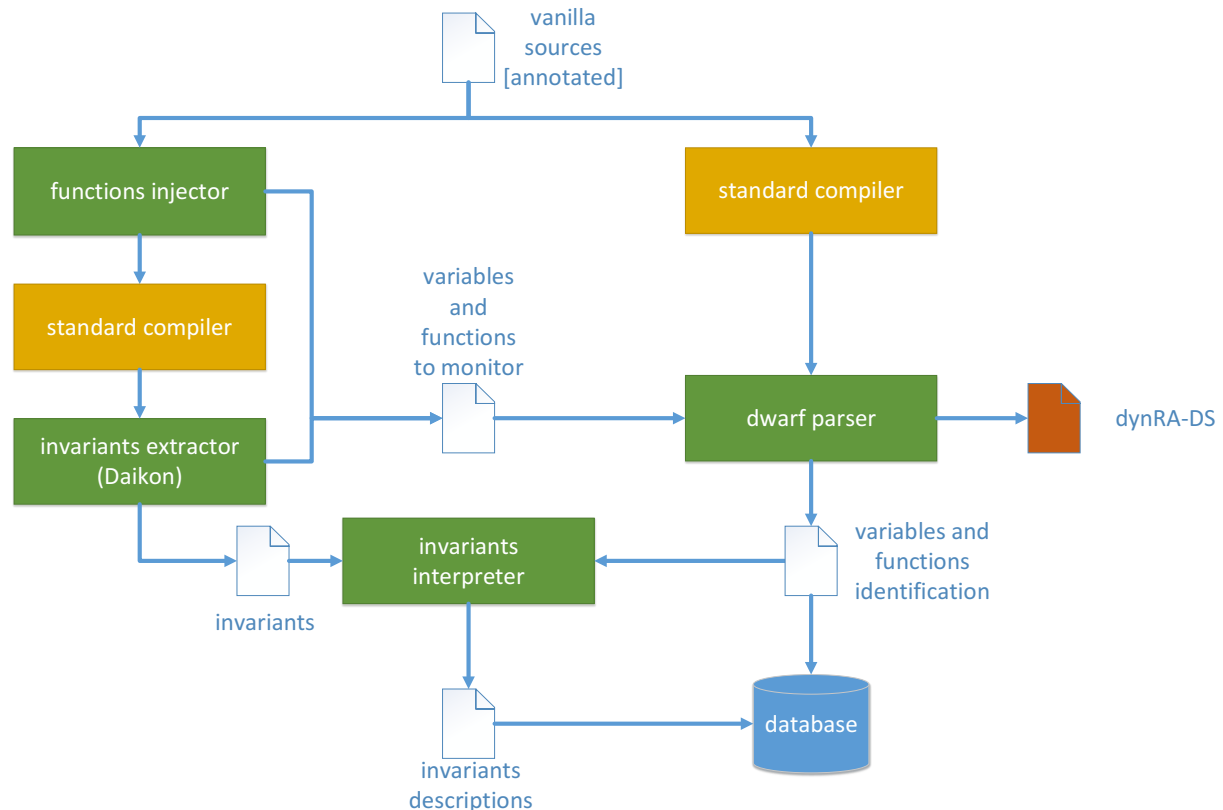 vanilla
sources
[annotated]
functions injector
standard compiler
variables
and
functions
to monitor
standard compiler
invariants extractor
(Daikon)
dwarf parser
dynRA-DS
invariants
interpreter
variables and
functions
identification
invariants
database
invariants
descriptions